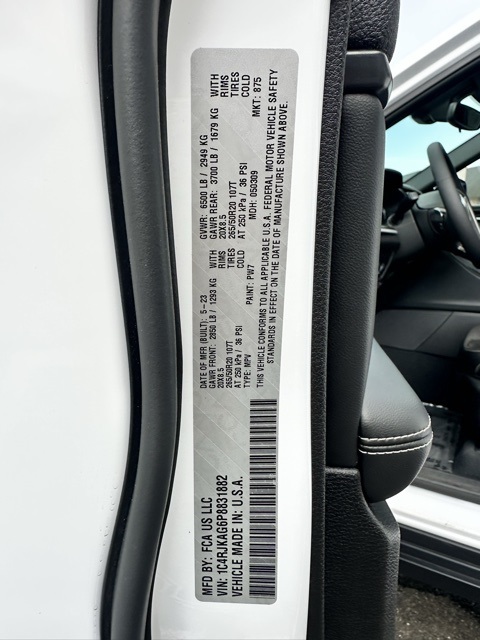 MFD BY: FCA US LLC
VIN: 1C4RJKAG6P8831882
VEHICLE MADE IN: U.S.A.
DATE OF MFR (BUILT): 5-23 GVWR: 6500 LB / 2949 KG
GAWR FRONT: 2850 LB / 1293 KG WITH GAWR REAR: 3700 LB / 1679 KG WITH
20X8.5 RIMS 20X8.5 RIMS
265/50R20 107T TIRES 265/50R20 107T TIRES
AT 250 kPa / 36 PSI COLD AT 250 kPa / 36 PSI COLD
TYPE: MPV PAINT: PW7 MDH: 050309 MKT: 875
THIS VEHICLE CONFORMS TO ALL APPLICABLE U.S.A. FEDERAL MOTOR VEHICLE SAFETY
STANDARDS IN EFFECT ON THE DATE OF MANUFACTURE SHOWN ABOVE.